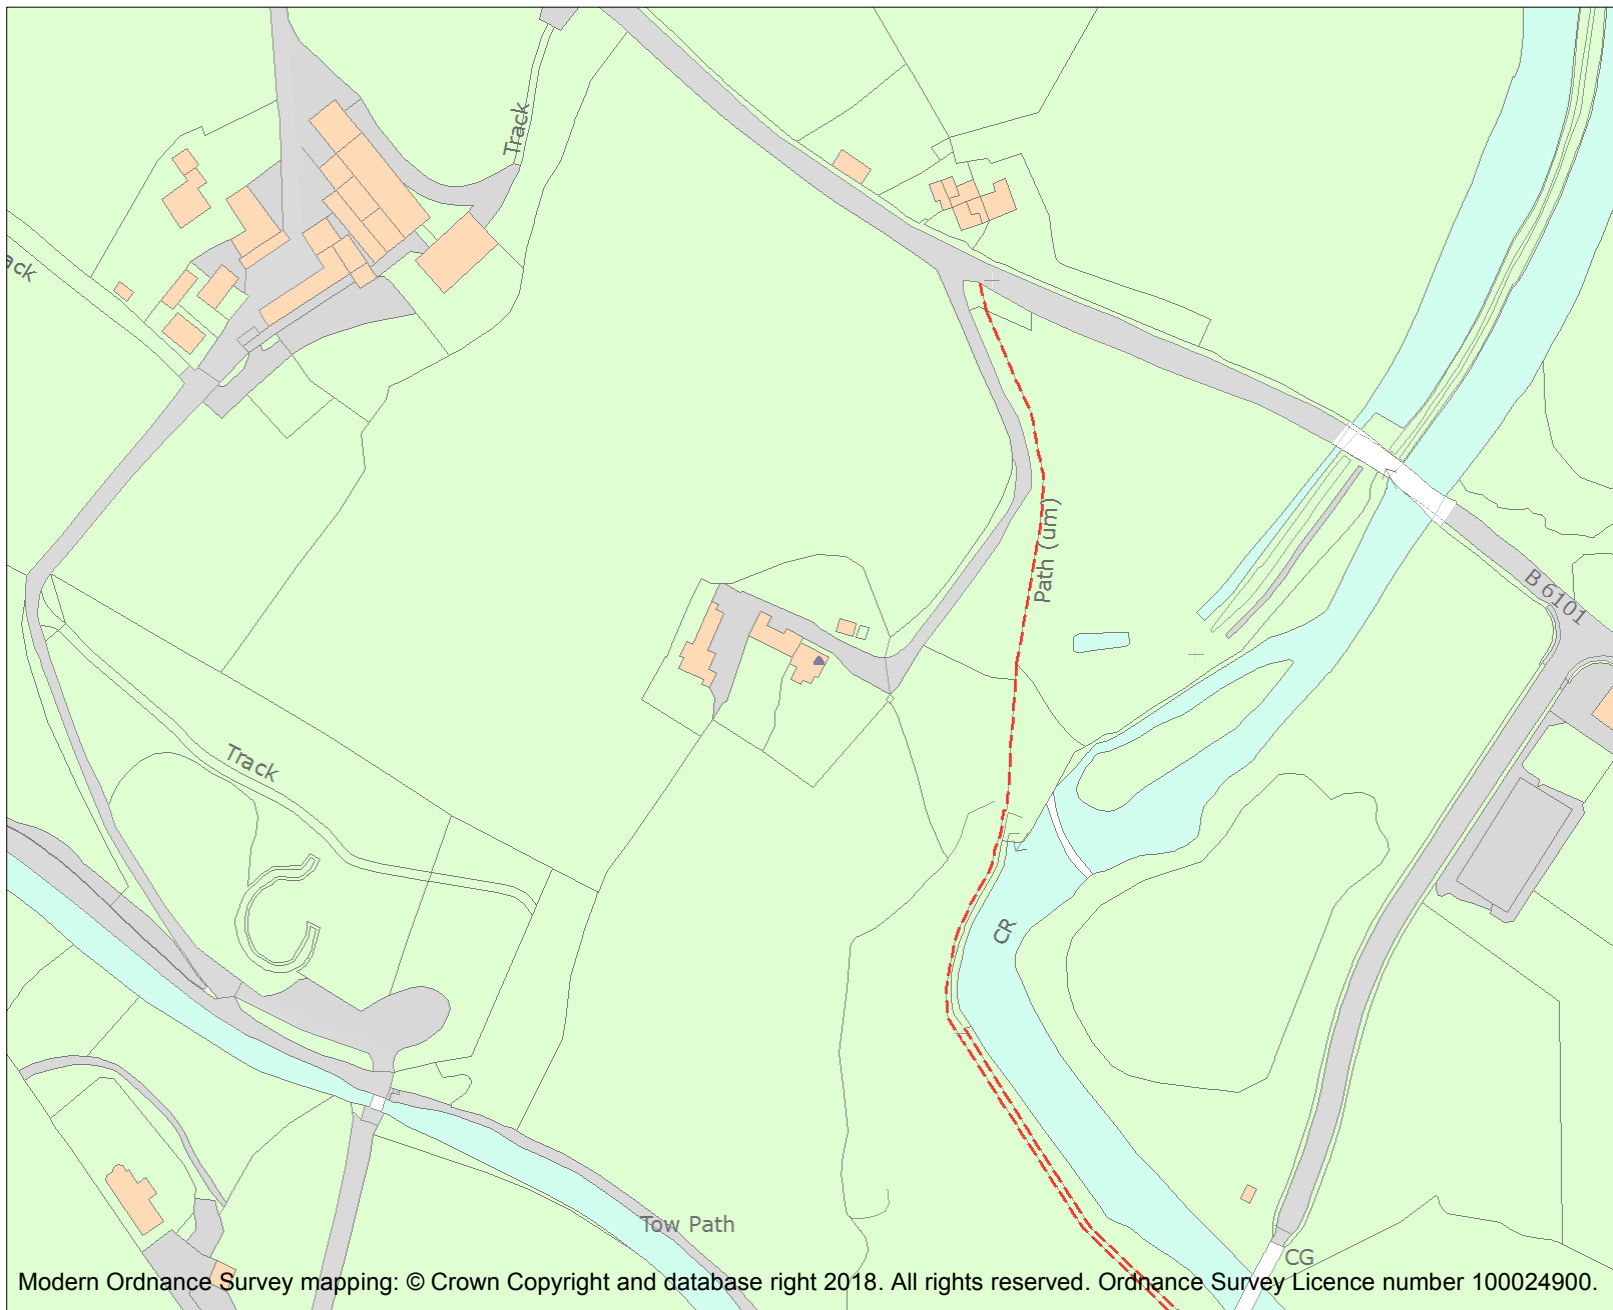 Track
ack
Path (um)
B 6101
Track
CR
Tow Path
CG
Modern Ordnance Survey mapping: © Crown Copyright and database right 2018. All rights reserved. Ordnance Survey Licence number 100024900.